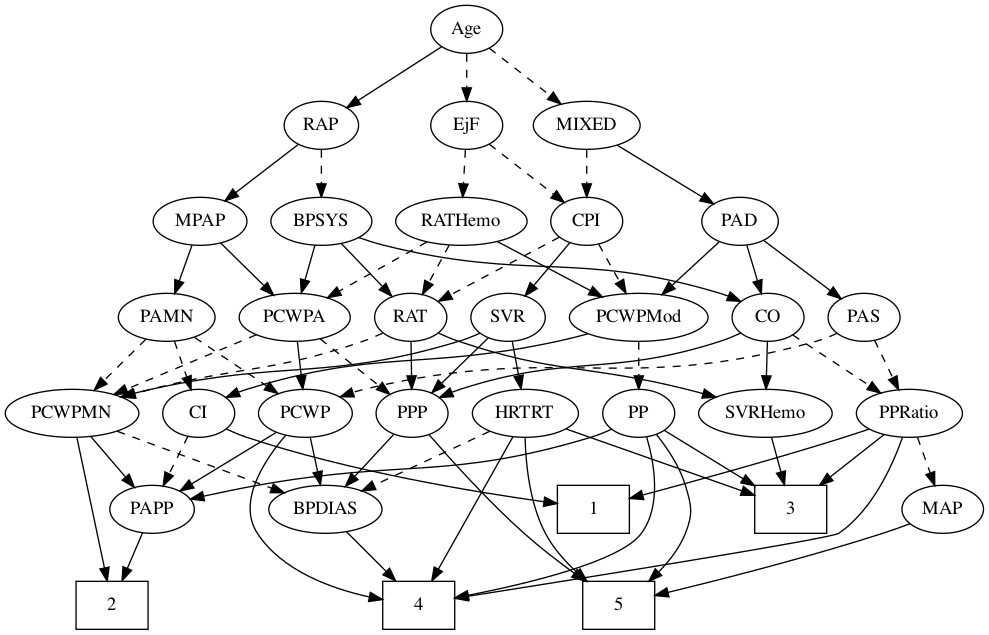 Age
RAP
EjF
MIXED
MPAP
BPSYS
RATHemo
CPI
PAD
PAMN
PCWPA
RAT
SVR
PCWPMod
CO
PAS
PCWPMN
CI
PCWP
PPP
HRTRT
PP
SVRHemo
PPRatio
PAPP
BPDIAS
1
3
MAP
2
4
5